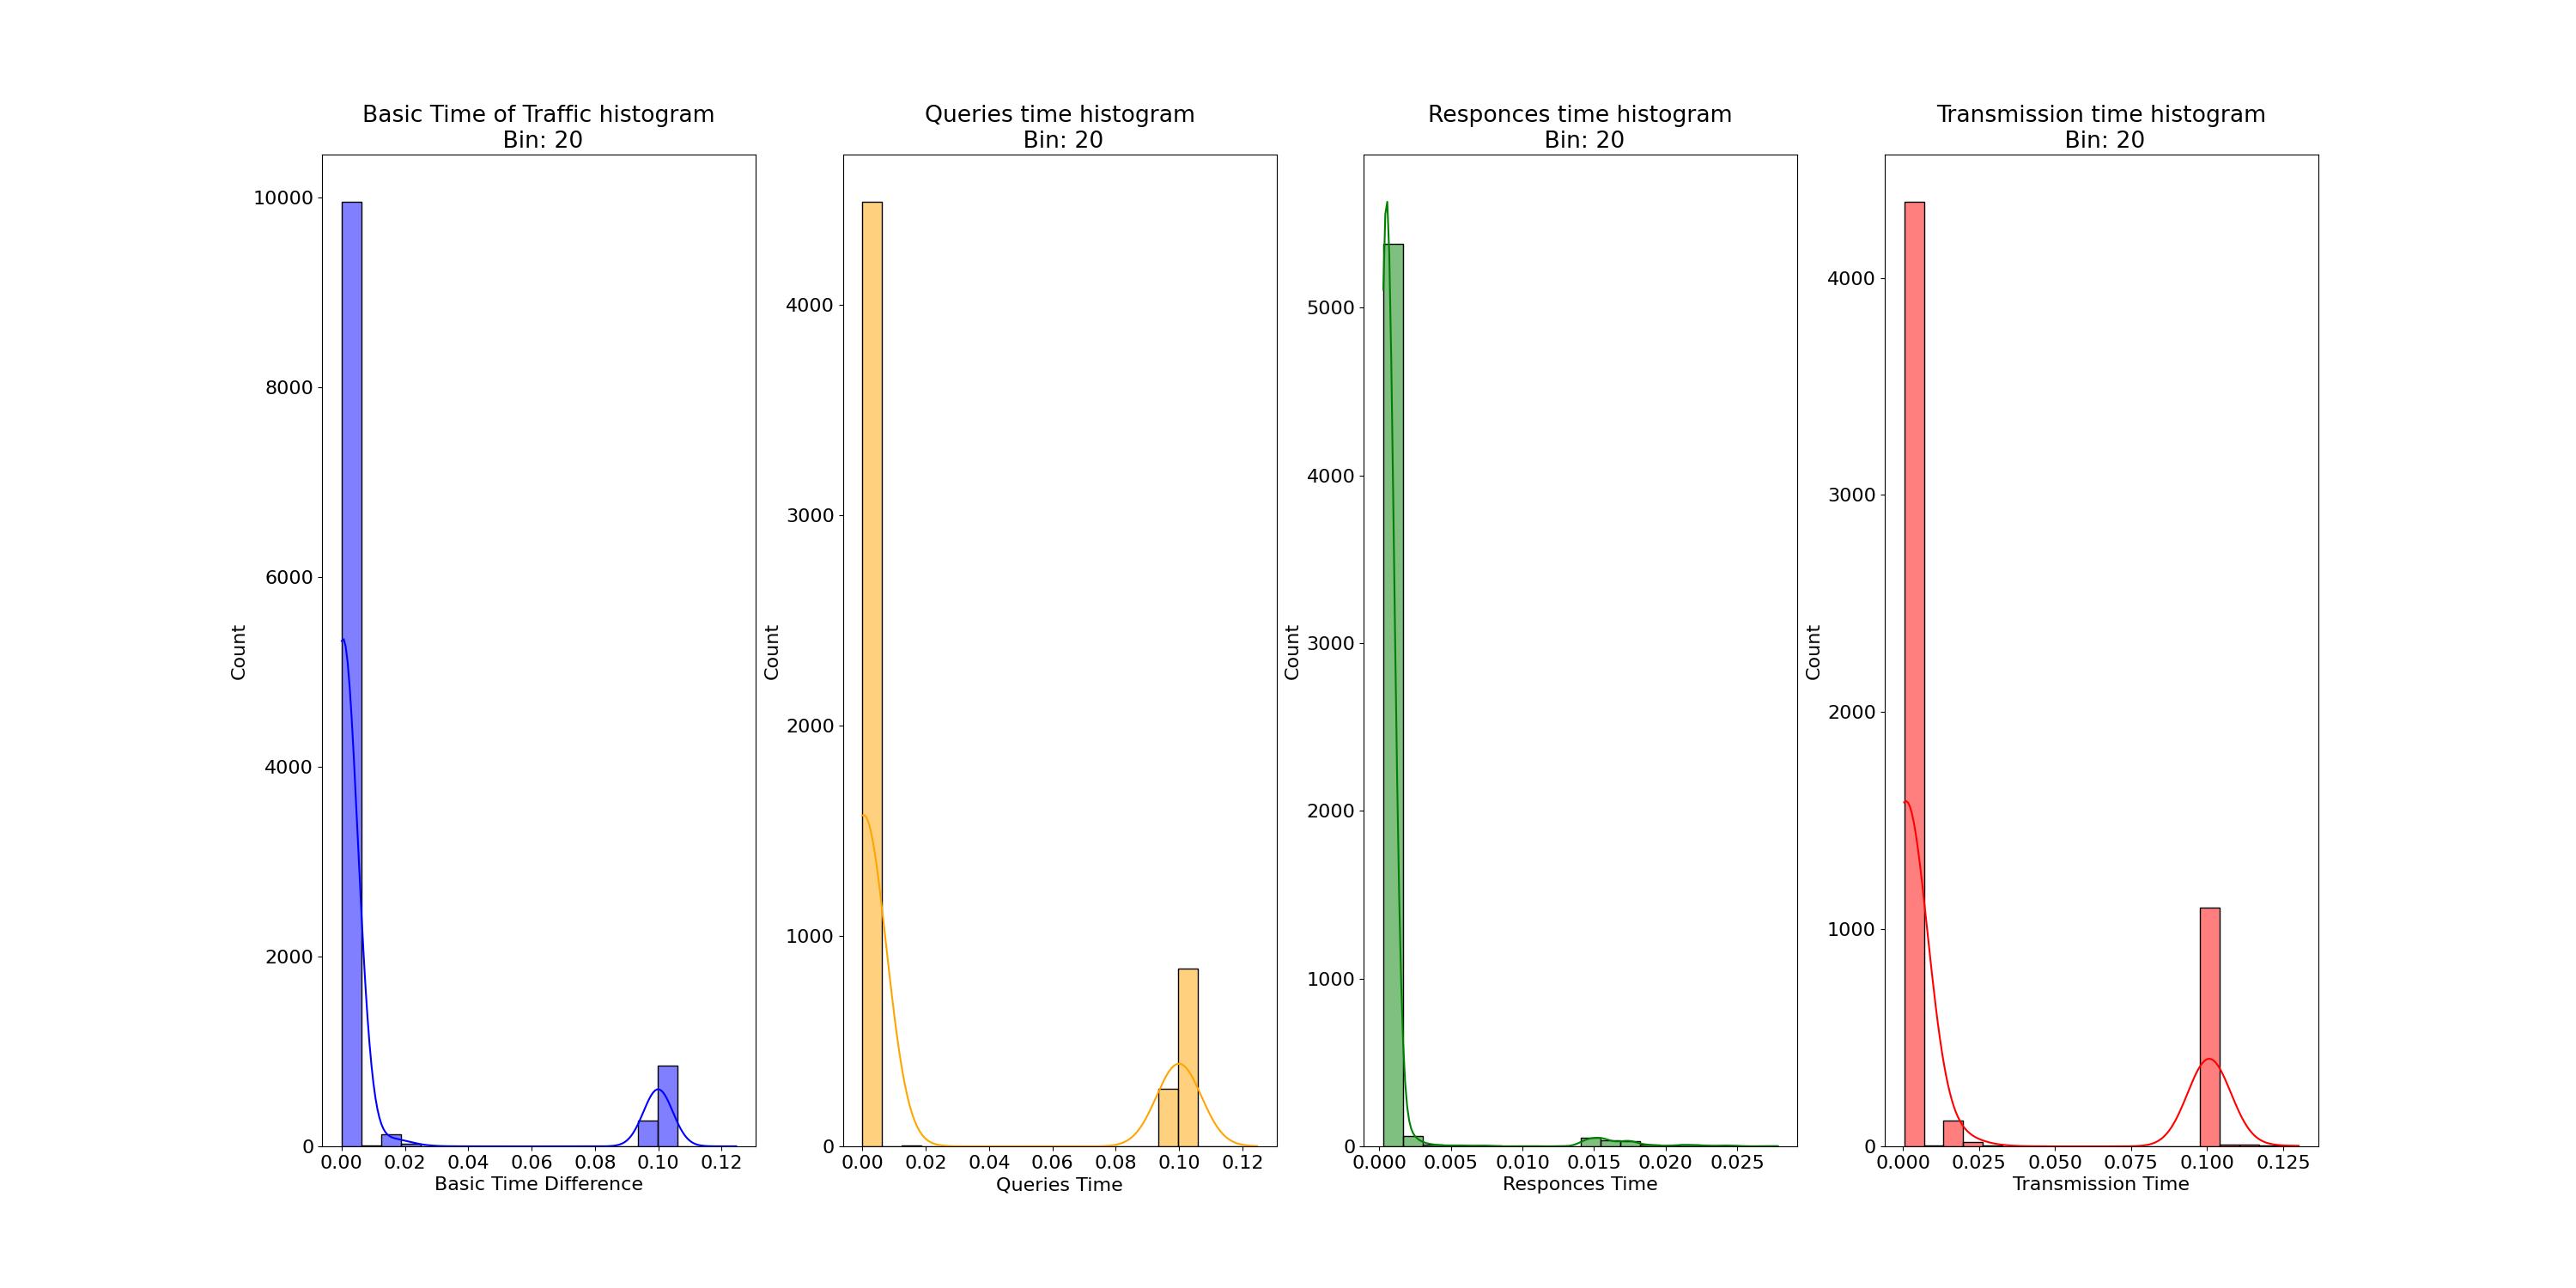 Basic Time of Traffic histogram
Bin: 20
10000
8000
6000
4000
2000
0
Count
0.00 0.02 0.04 0.06 0.08 0.10 0.12
Basic Time Difference
Queries time histogram
Bin: 20
4000
3000
2000
1000
0
Count
0.00 0.02 0.04 0.06 0.08 0.10 0.12
Queries Time
Responces time histogram
Bin: 20
5000
4000
3000
2000
1000
0
Count
0.000 0.005 0.010 0.015 0.020 0.025
Responces Time
Transmission time histogram
Bin: 20
4000
3000
2000
1000
0
Count
0.000 0.025 0.050 0.075 0.100 0.125
Transmission Time